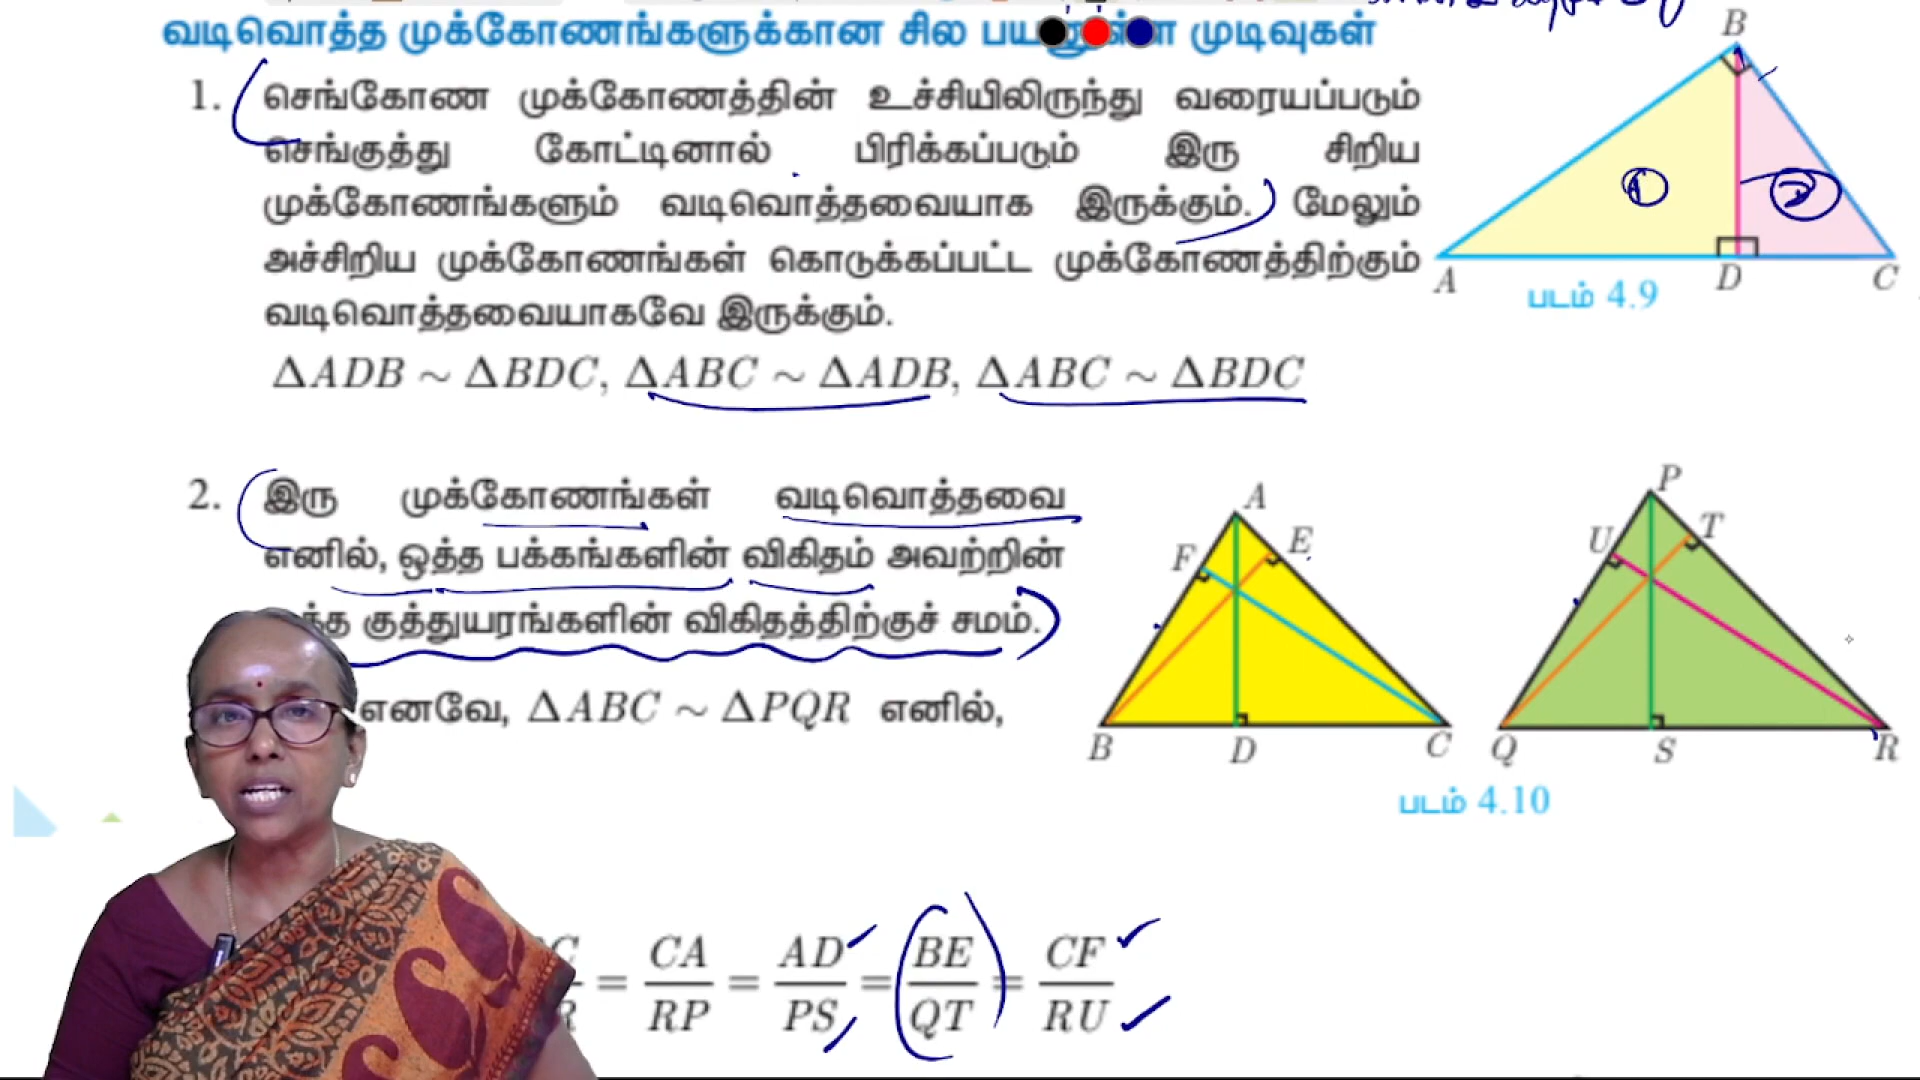 வடிவொத்த முக்கோணங்களுக்கான சில பயனுள்ள முடிவுகள்
1. செங்கோண முக்கோணத்தின் உச்சியிலிருந்து வரையப்படும்
செங்குத்து கோட்டினால் பிரிக்கப்படும் இரு சிறிய
முக்கோணங்களும் வடிவொத்தவையாக இருக்கும். மேலும்
அச்சிறிய முக்கோணங்கள் கொடுக்கப்பட்ட முக்கோணத்திற்கும்
வடிவொத்தவையாகவே இருக்கும்.
ΔADB ~ ΔBDC, ΔABC ~ ΔADB, ΔABC ~ ΔBDC
B
A D C
படம் 4.9
2. இரு முக்கோணங்கள் வடிவொத்தவை
எனில், ஒத்த பக்கங்களின் விகிதம் அவற்றின்
குத்துயரங்களின் விகிதத்திற்குச் சமம்.
எனவே, ΔABC ~ ΔPQR எனில்,
A
F E
B D C
P
U T
Q S R
படம் 4.10
= CA/RP = AD/PS = BE/QT = CF/RU